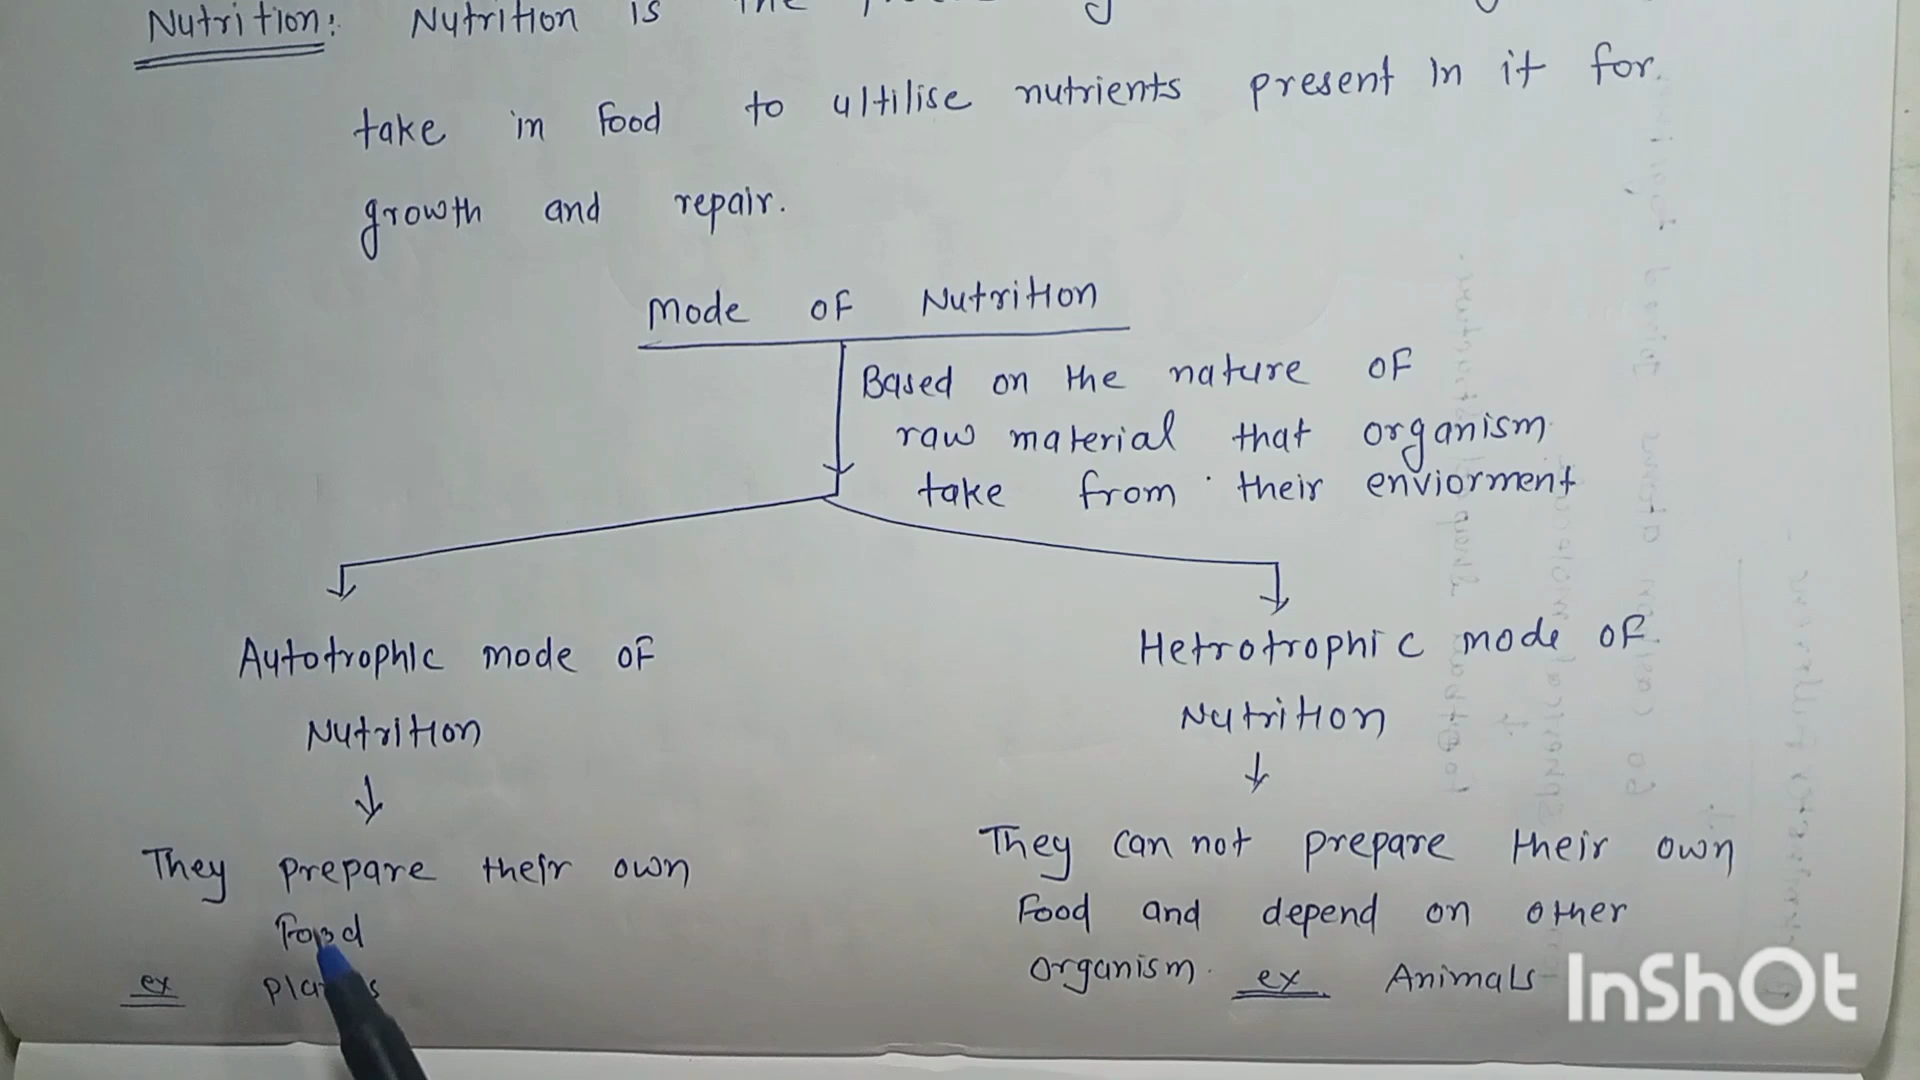 Nutrition: Nutrition is the
take in food to ultilise nutrients present in it for
growth and repair.
Mode of Nutrition
Based on the nature of
raw material that organism
take from their enviorment
Autotrophic mode of
Nutrition
Hetrotrophic mode of
Nutrition
They prepare their own
Food
ex
They can not prepare their own
Food and depend on other
organism. ex Animals
InShOt